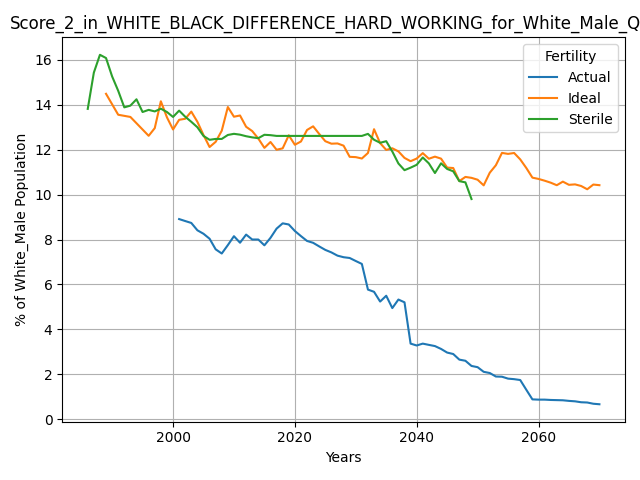 Score_2_in_WHITE_BLACK_DIFFERENCE_HARD_WORKING_for_White_Male_Q
Fertility
Actual
Ideal
Sterile
% of White_Male Population
16
14
12
10
8
6
4
2
0
2000 2020 2040 2060
Years